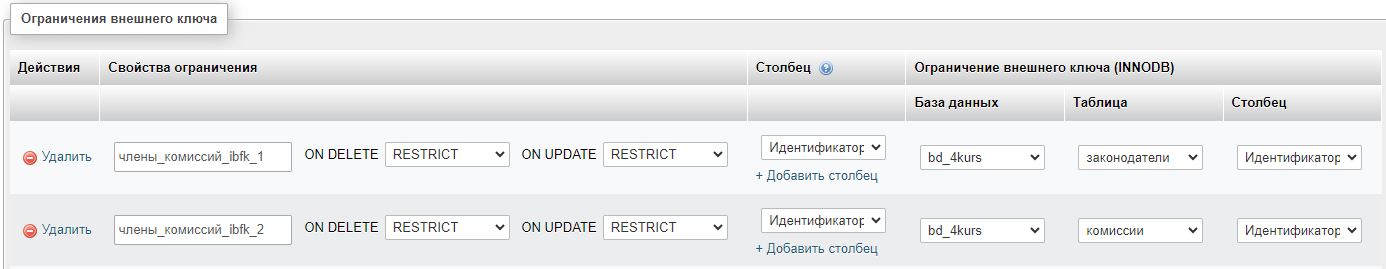 Ограничения внешнего ключа
Действия Свойства ограничения Столбец Ограничение внешнего ключа (INNODB)
База данных Таблица Столбец
Удалить члены_комиссий_ibfk_1 ON DELETE RESTRICT ON UPDATE RESTRICT Идентификатор bd_4kurs законодатели Идентификатор
+ Добавить столбец
Удалить члены_комиссий_ibfk_2 ON DELETE RESTRICT ON UPDATE RESTRICT Идентификатор bd_4kurs комиссии Идентификатор
+ Добавить столбец